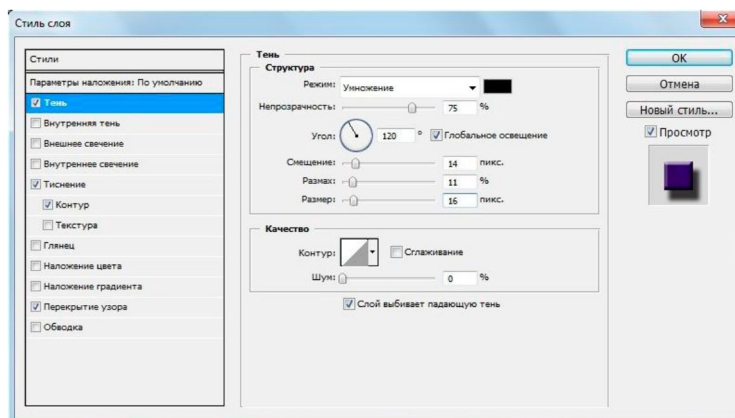 Стиль слоя
Стили
Параметры наложения: По умолчанию
Тень
Внутренняя тень
Внешнее свечение
Внутреннее свечение
Тиснение
Контур
Текстура
Глянец
Наложение цвета
Наложение градиента
Перекрытие узора
Обводка
Тень
Структура
Режим: Умножение
Непрозрачность: 75 %
Угол: 120 ° Глобальное освещение
Смещение: 14 пикс.
Размах: 11 %
Размер: 16 пикс.
Качество
Контур: Сглаживание
Шум: 0 %
Слой выбивает падающую тень
OK
Отмена
Новый стиль...
Просмотр